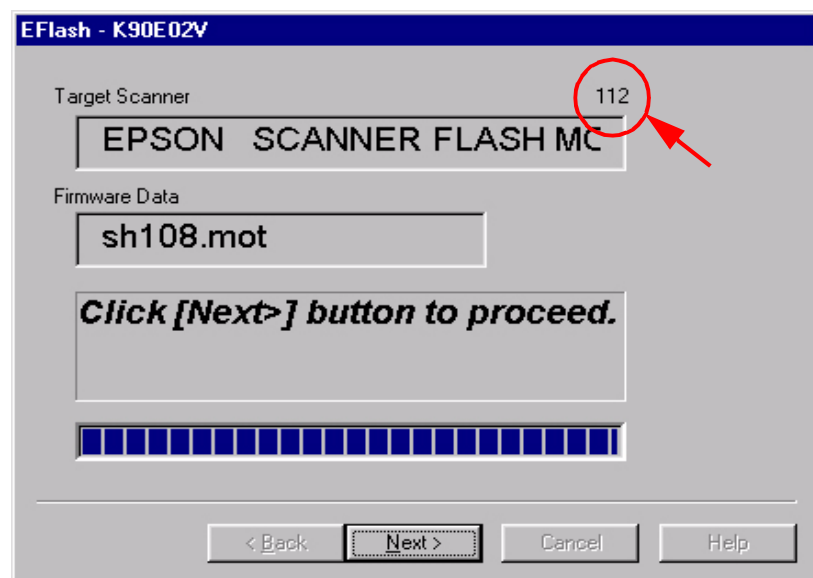 EFlash - K90E02V
Target Scanner 112
EPSON SCANNER FLASH MO
Firmware Data
sh108.mot
Click [Next>] button to proceed.
< Back Next > Cancel Help